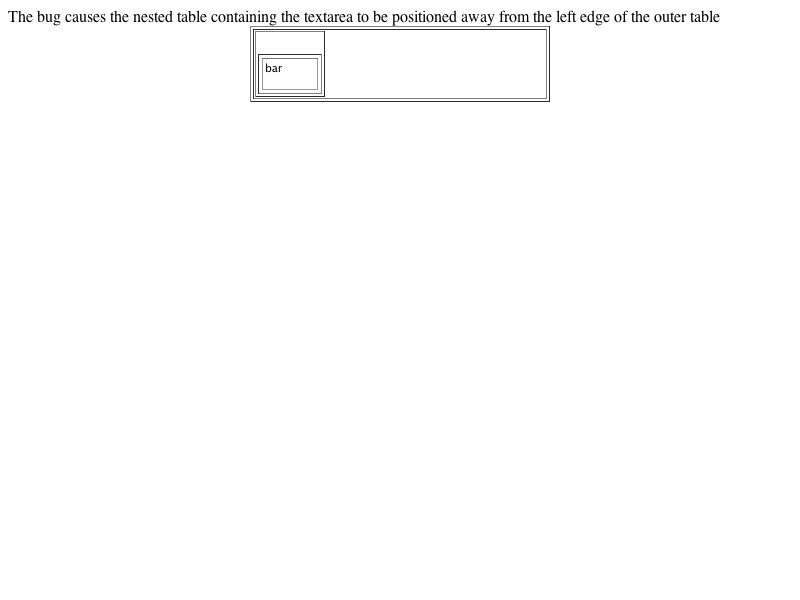 The bug causes the nested table containing the textarea to be positioned away from the left edge of the outer table
bar